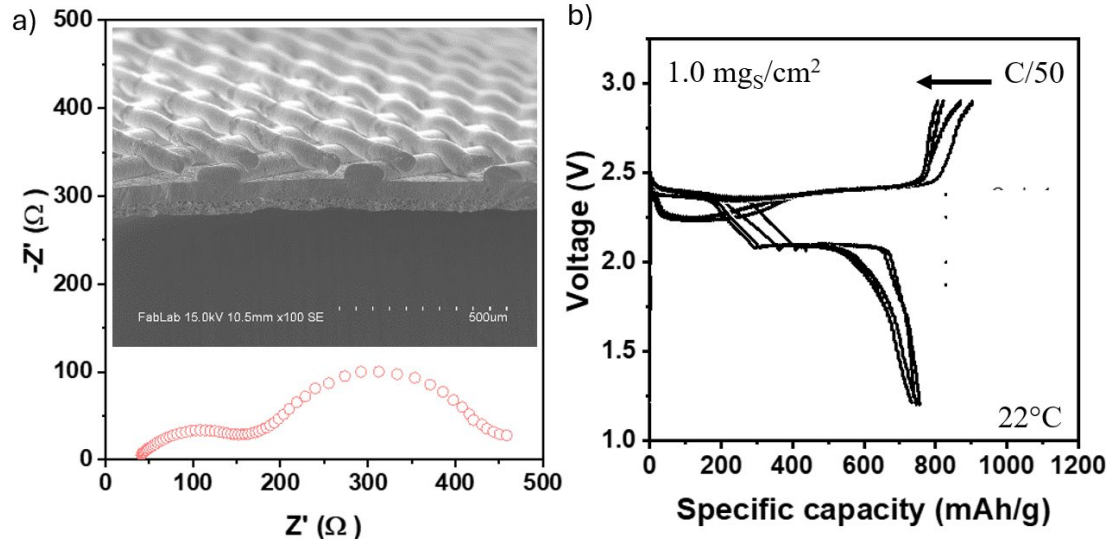 a)
500
400
300
200
100
0
-Z' (Ω)
FabLab 15.0kV 10.5mm x100 SE
500um
0
100
200
300
400
500
Z' (Ω)
b)
1.0 mgS/cm²
C/50
3.0
2.5
2.0
1.5
1.0
Voltage (V)
22°C
0
200
400
600
800
1000
1200
Specific capacity (mAh/g)